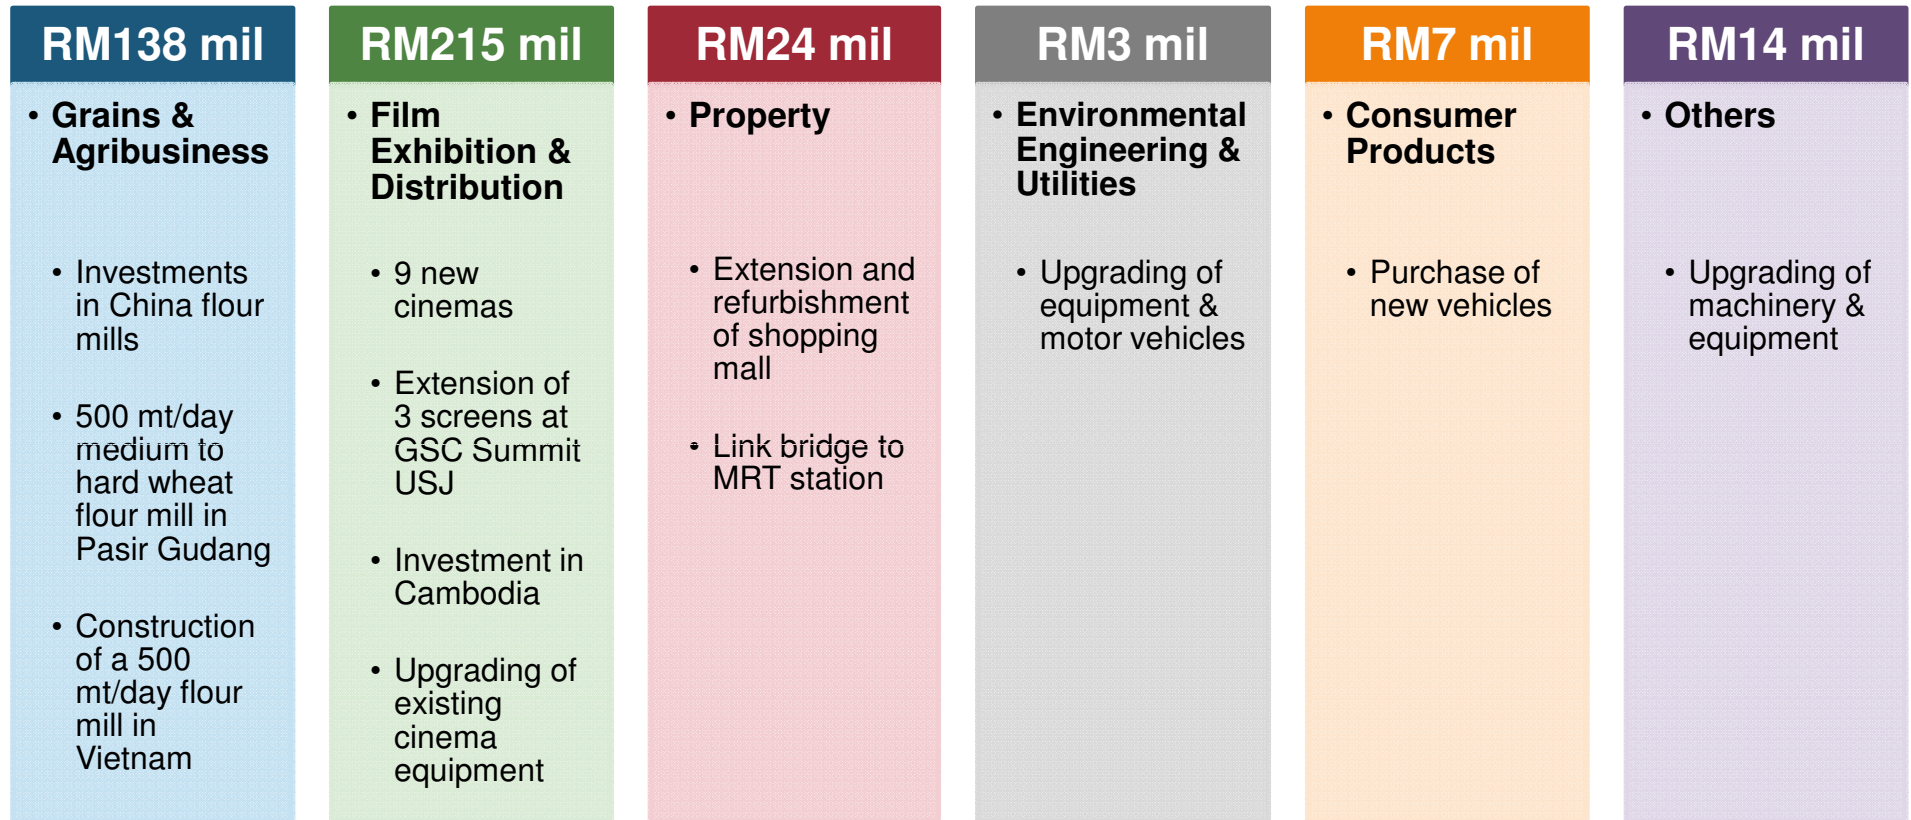 RM138 mil
• Grains &
Agribusiness
• Investments
in China flour
mills
• 500 mt/day
medium to
hard wheat
flour mill in
Pasir Gudang
• Construction
of a 500
mt/day flour
mill in
Vietnam
RM215 mil
• Film
Exhibition &
Distribution
• 9 new
cinemas
• Extension of
3 screens at
GSC Summit
USJ
• Investment in
Cambodia
• Upgrading of
existing
cinema
equipment
RM24 mil
• Property
• Extension and
refurbishment
of shopping
mall
• Link bridge to
MRT station
RM3 mil
• Environmental
Engineering &
Utilities
• Upgrading of
equipment &
motor vehicles
RM7 mil
• Consumer
Products
• Purchase of
new vehicles
RM14 mil
• Others
• Upgrading of
machinery &
equipment